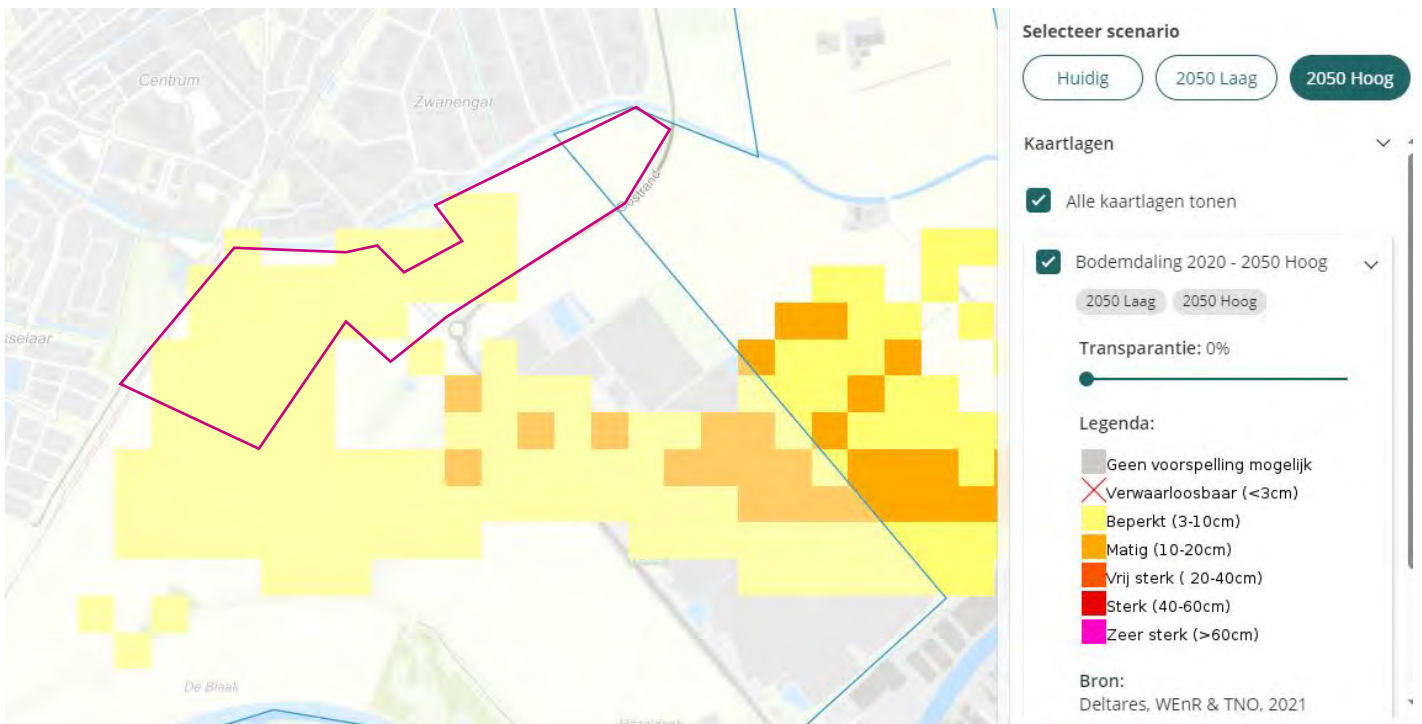 Centrum
Zwanengat
Oostrand
sselaar
De Blaak
Selecteer scenario
Huidig
2050 Laag
2050 Hoog
Kaartlagen
Alle kaartlagen tonen
Bodemdaling 2020 - 2050 Hoog
2050 Laag
2050 Hoog
Transparantie: 0%
Legenda:
Geen voorspelling mogelijk
Verwaarloosbaar (<3cm)
Beperkt (3-10cm)
Matig (10-20cm)
Vrij sterk ( 20-40cm)
Sterk (40-60cm)
Zeer sterk (>60cm)
Bron:
Deltares, WEnR & TNO, 2021